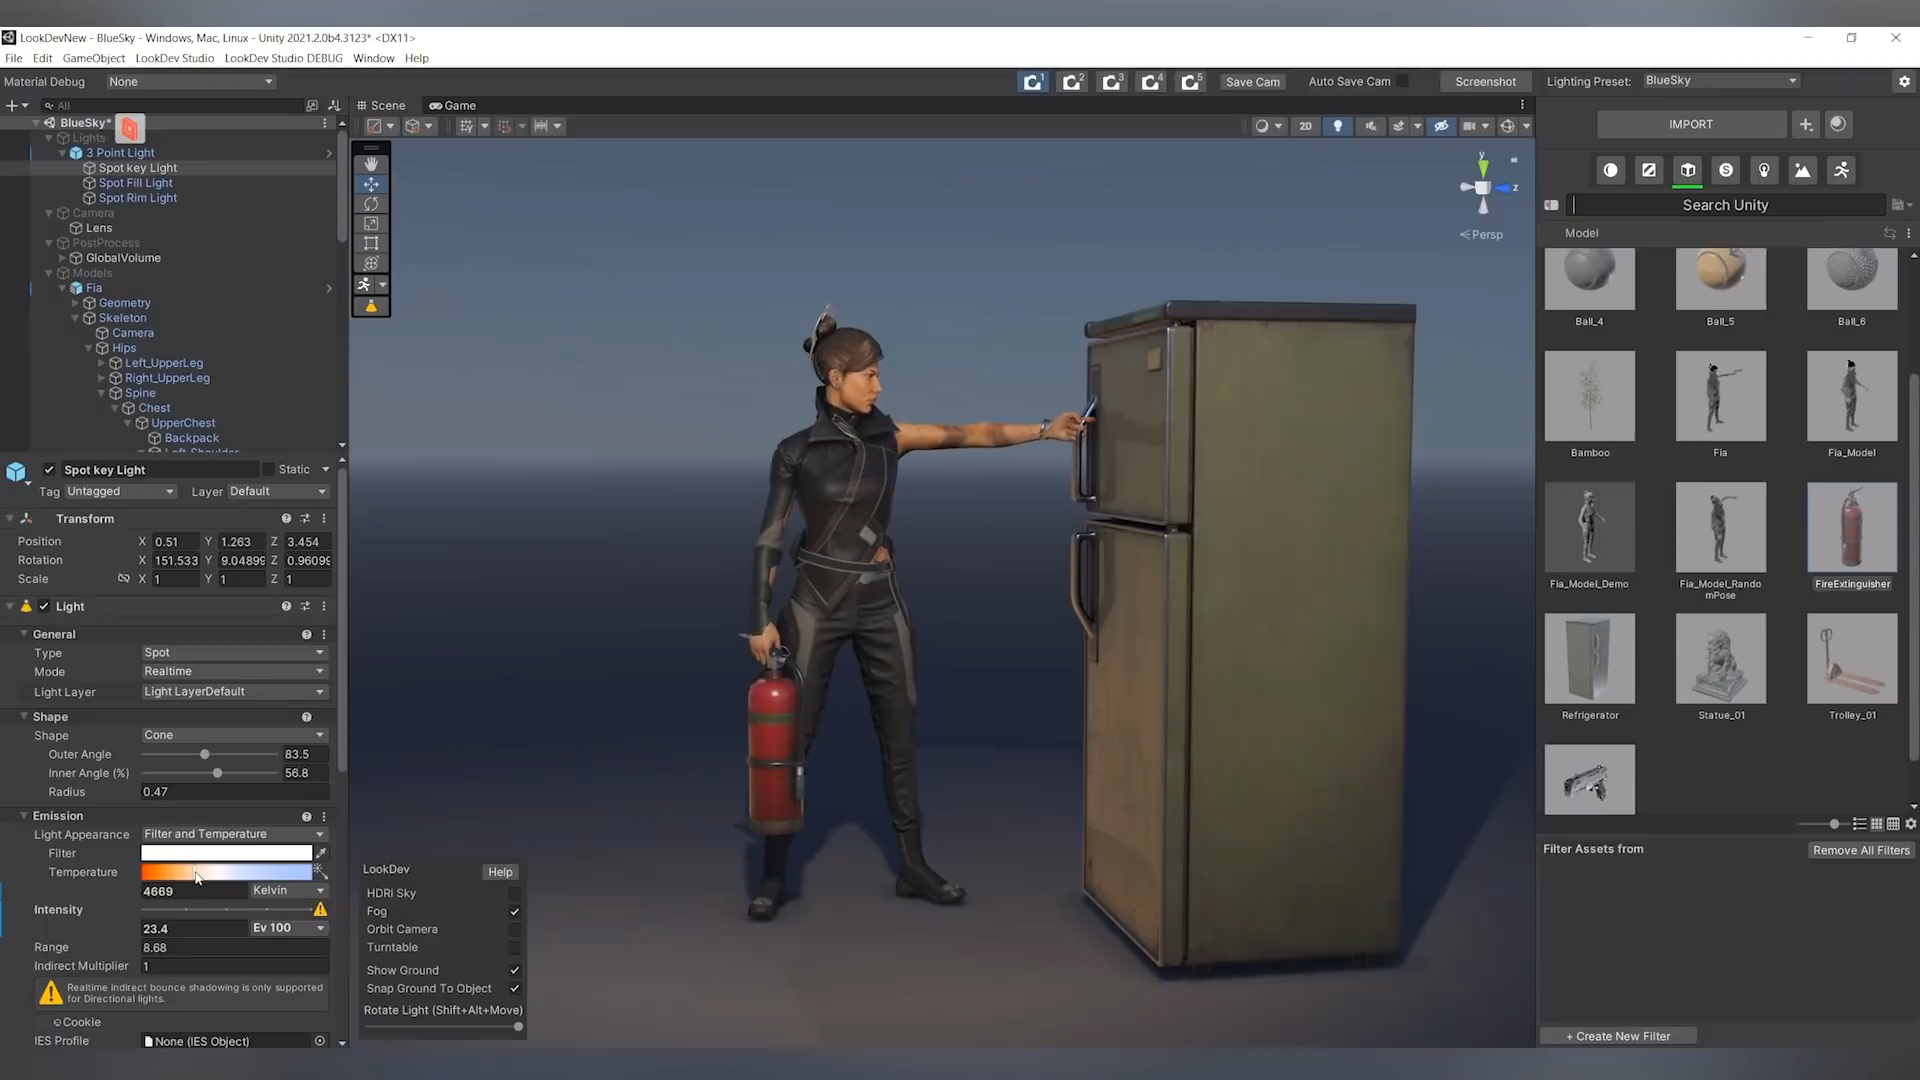 LookDevNew - BlueSky - Windows, Mac, Linux - Unity 2021.2.0b4.3123* <DX11>
File Edit GameObject LookDev Studio LookDev Studio DEBUG Window Help
Material Debug None
1 2 3 4 5 Save Cam Auto Save Cam Screenshot
Lighting Preset: BlueSky
All
BlueSky*
Lights
3 Point Light
Spot key Light
Spot Fill Light
Spot Rim Light
Camera
Lens
PostProcess
GlobalVolume
Models
Fia
Geometry
Skeleton
Camera
Hips
Left_UpperLeg
Right_UpperLeg
Spine
Chest
UpperChest
Backpack
Left_Shoulder
Spot key Light Static
Tag Untagged Layer Default
Transform
Position X 0.51 Y 1.263 Z 3.454
Rotation X 151.533 Y 9.04899 Z 0.96099
Scale X 1 Y 1 Z 1
Light
General
Type Spot
Mode Realtime
Light Layer Light LayerDefault
Shape
Shape Cone
Outer Angle 83.5
Inner Angle (%) 56.8
Radius 0.47
Emission
Light Appearance Filter and Temperature
Filter
Temperature
4669 Kelvin
Intensity
23.4 Ev 100
Range 8.68
Indirect Multiplier 1
Realtime indirect bounce shadowing is only supported
for Directional lights.
Cookie
IES Profile None (IES Object)
Scene Game
2D
y
z
Persp
LookDev Help
HDRI Sky
Fog
Orbit Camera
Turntable
Show Ground
Snap Ground To Object
Rotate Light (Shift+Alt+Move)
IMPORT
Search Unity
Model
Ball_4 Ball_5 Ball_6
Bamboo Fia Fia_Model
Fia_Model_Demo Fia_Model_Rando
mPose FireExtinguisher
Refrigerator Statue_01 Trolley_01
Filter Assets from Remove All Filters
+ Create New Filter